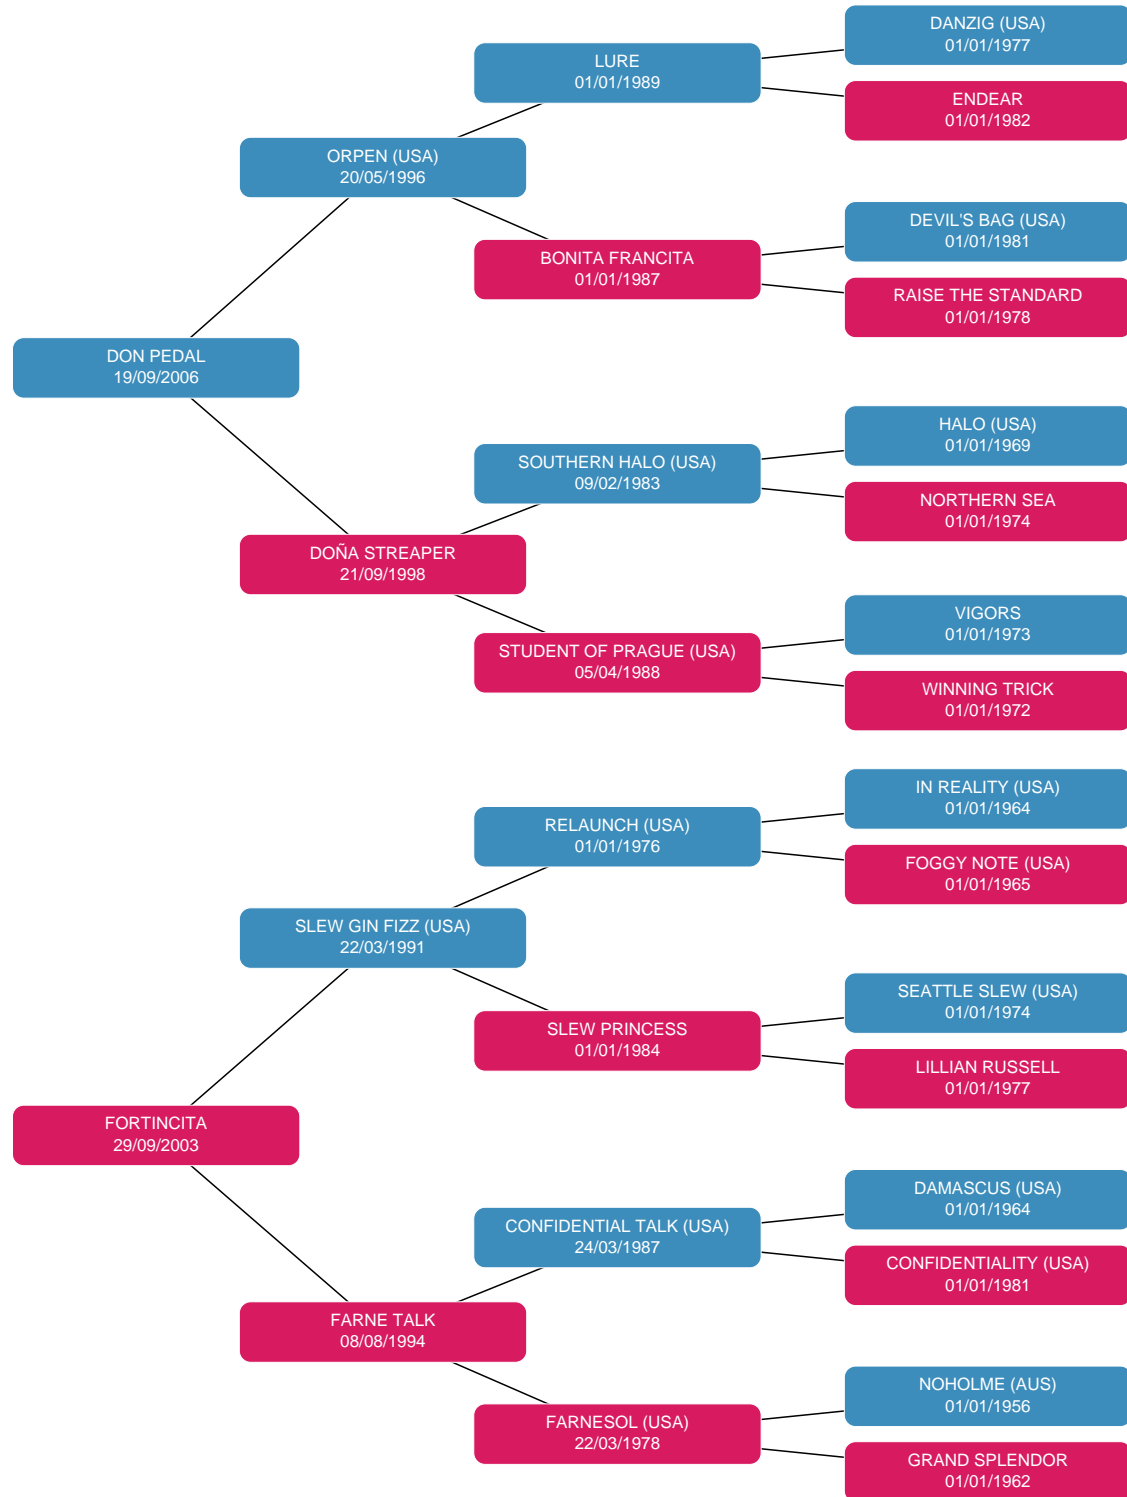 DANZIG (USA)
01/01/1977
LURE
01/01/1989
ENDEAR
01/01/1982
ORPEN (USA)
20/05/1996
DEVIL'S BAG (USA)
01/01/1981
BONITA FRANCITA
01/01/1987
RAISE THE STANDARD
01/01/1978
DON PEDAL
19/09/2006
HALO (USA)
01/01/1969
SOUTHERN HALO (USA)
09/02/1983
NORTHERN SEA
01/01/1974
DOÑA STREAPER
21/09/1998
VIGORS
01/01/1973
STUDENT OF PRAGUE (USA)
05/04/1988
WINNING TRICK
01/01/1972
IN REALITY (USA)
01/01/1964
RELAUNCH (USA)
01/01/1976
FOGGY NOTE (USA)
01/01/1965
SLEW GIN FIZZ (USA)
22/03/1991
SEATTLE SLEW (USA)
01/01/1974
SLEW PRINCESS
01/01/1984
LILLIAN RUSSELL
01/01/1977
FORTINCITA
29/09/2003
DAMASCUS (USA)
01/01/1964
CONFIDENTIAL TALK (USA)
24/03/1987
CONFIDENTIALITY (USA)
01/01/1981
FARNE TALK
08/08/1994
NOHOLME (AUS)
01/01/1956
FARNESOL (USA)
22/03/1978
GRAND SPLENDOR
01/01/1962